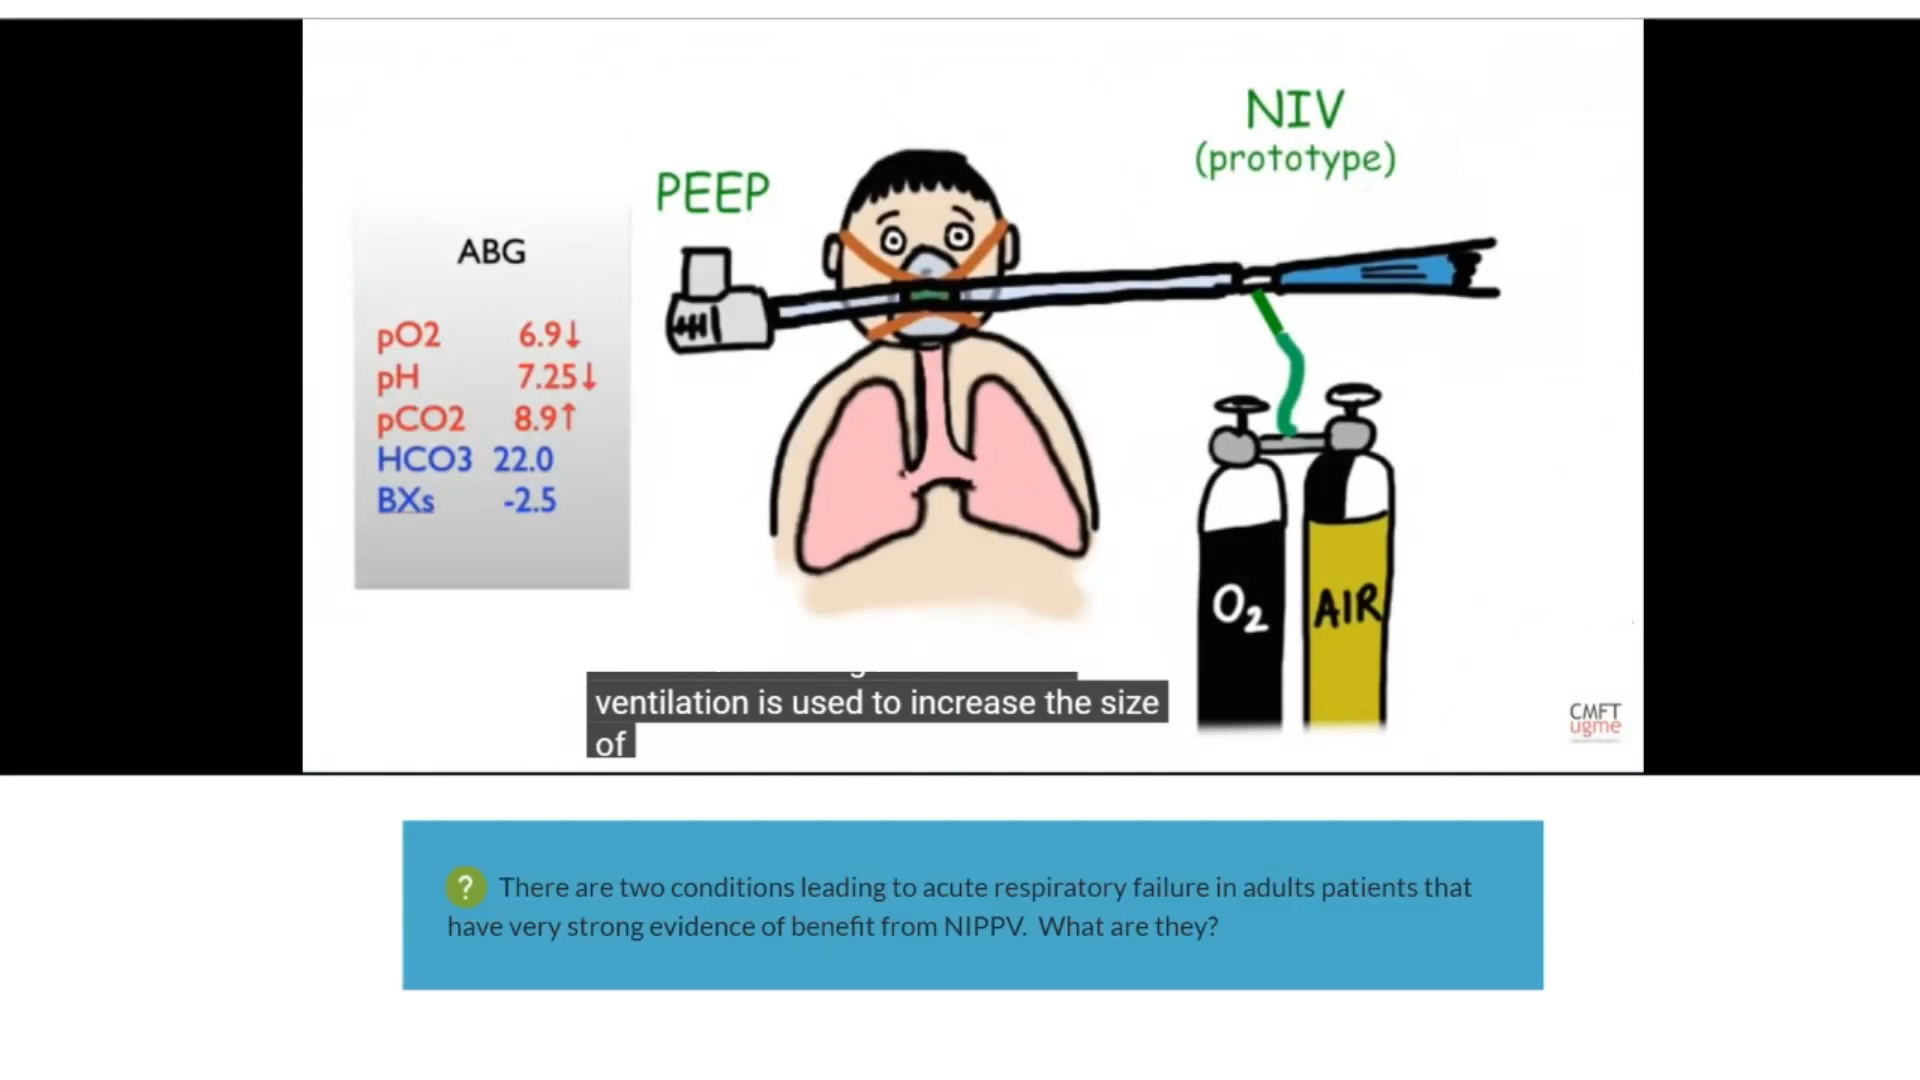 NIV
(prototype)
PEEP
ABG
pO2 6.9↓
pH 7.25↓
pCO2 8.9↑
HCO3 22.0
BXs -2.5
O2
AIR
ventilation is used to increase the size
of
CMFT
ugme
? There are two conditions leading to acute respiratory failure in adults patients that
have very strong evidence of benefit from NIPPV. What are they?